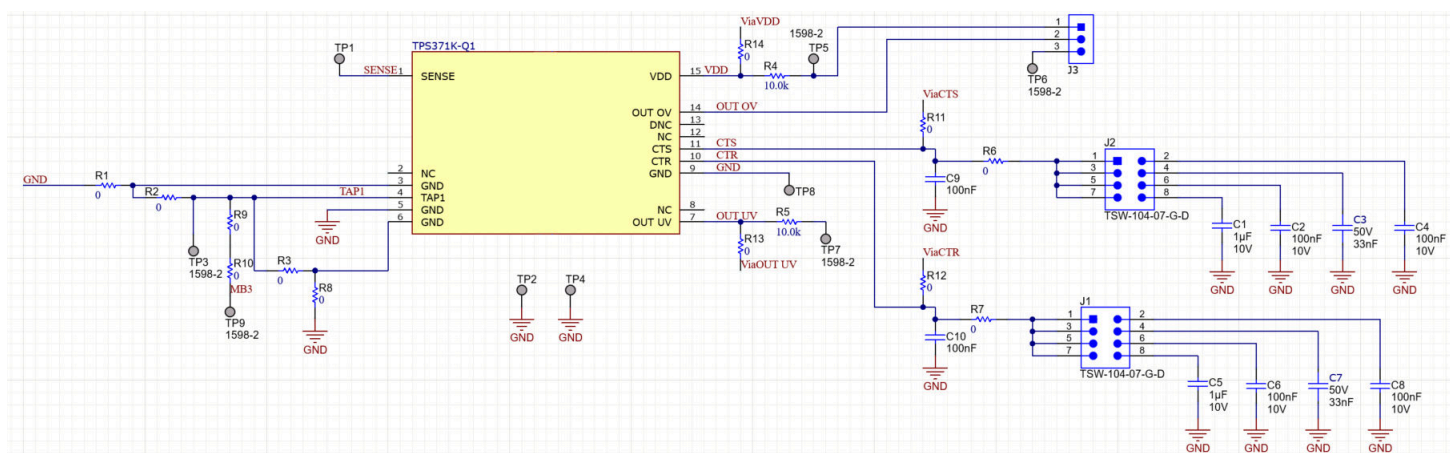 TPS371K-Q1
TP1
SENSE 1 SENSE
ViaVDD
R14
0
1598-2
TP5
15 VDD
VDD
R4
10.0k
1
2
3
J3
TP6
1598-2
OUT OV 14 OUT OV
DNC 13
NC 12
CTS 11 CTS
CTR 10 CTR
GND 9 GND
TP8
NC 8
OUT UV 7 OUT UV
R5
10.0k
TP7
1598-2
R13
0
ViaOUT UV
2 NC
3 GND
TAP1 4 TAP1
5 GND
6 GND
GND
R1
0
R2
0
GND
R9
0
R10
0
MB3
TP3
1598-2
TP9
1598-2
R3
0
R8
0
GND
TP2
GND
TP4
GND
ViaCTS
R11
0
C9
100nF
GND
R6
0
J2
1 2
3 4
5 6
7 8
TSW-104-07-G-D
C1
1µF
10V
GND
C2
100nF
10V
GND
C3
50V
33nF
GND
C4
100nF
10V
GND
ViaCTR
R12
0
C10
100nF
GND
R7
0
J1
1 2
3 4
5 6
7 8
TSW-104-07-G-D
C5
1µF
10V
GND
C6
100nF
10V
GND
C7
50V
33nF
GND
C8
100nF
10V
GND